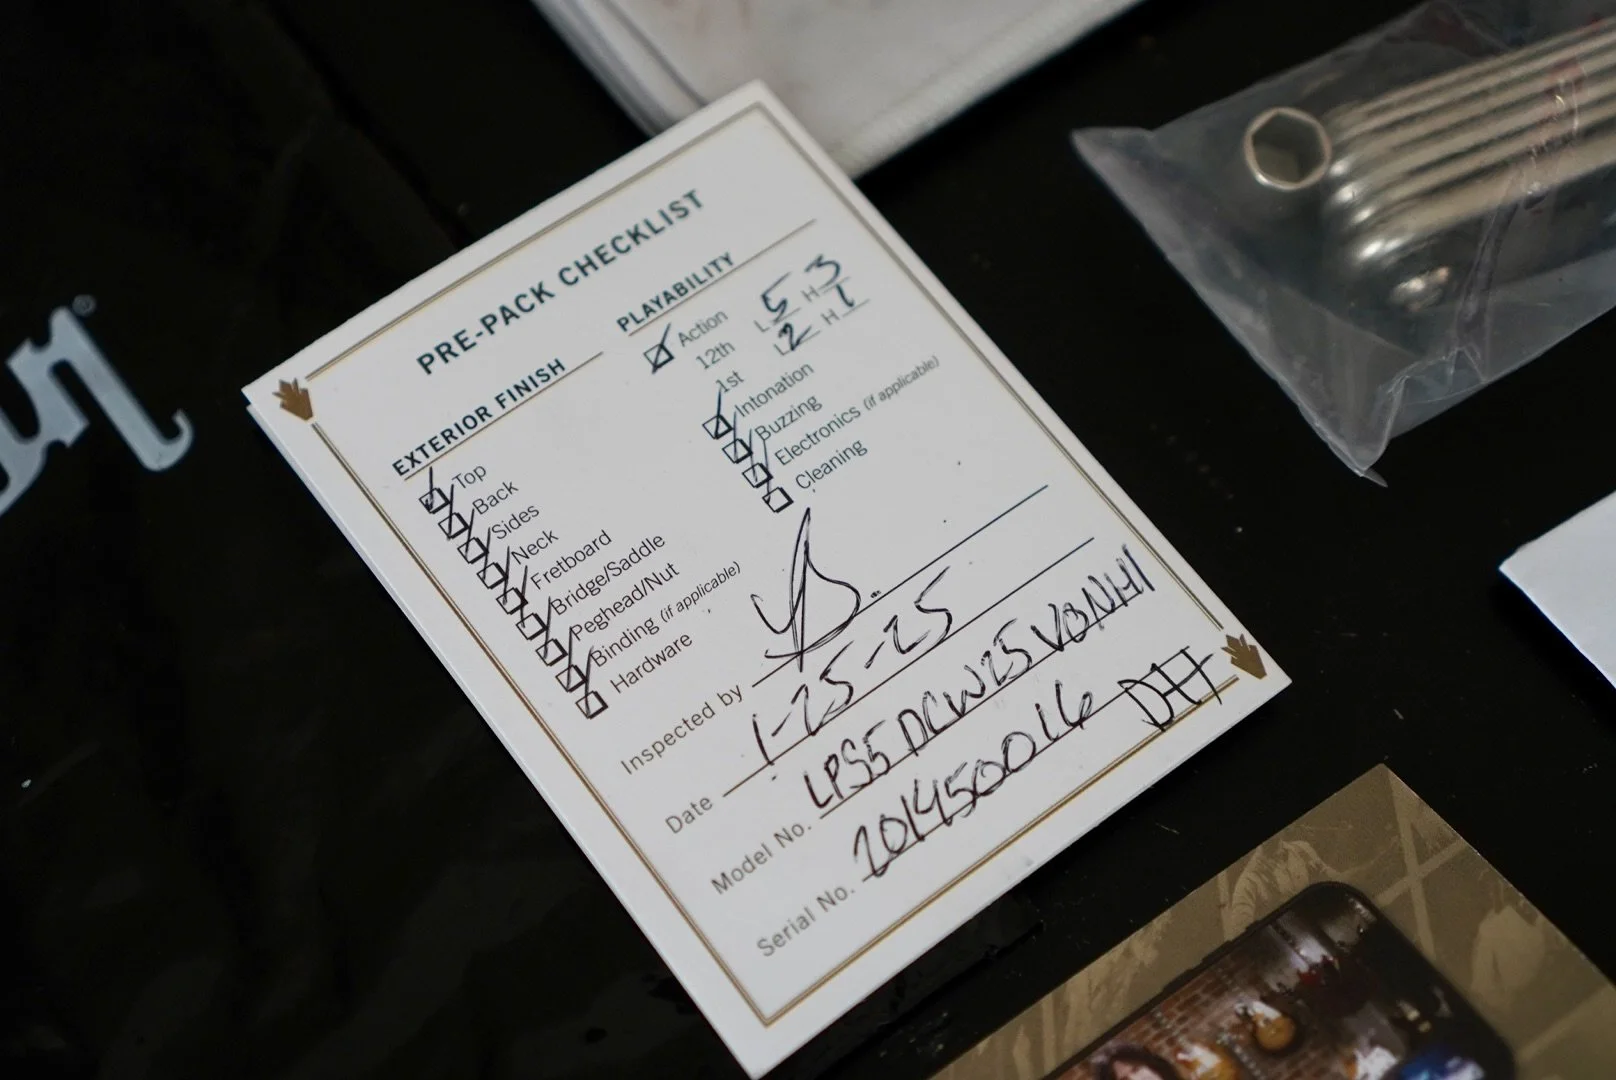 PRE-PACK CHECKLIST
EXTERIOR FINISH
Top
Back
Sides
Neck
Fretboard
Bridge/Saddle
Peghead/Nut
Binding (if applicable)
Hardware
PLAYABILITY
Action
12th L 5 H 3
1st L 2 H 1
Intonation
Buzzing
Electronics (if applicable)
Cleaning
Inspected by
Date 1-25-25
Model No. LPS5DCW25VBNH1
Serial No. 201450016